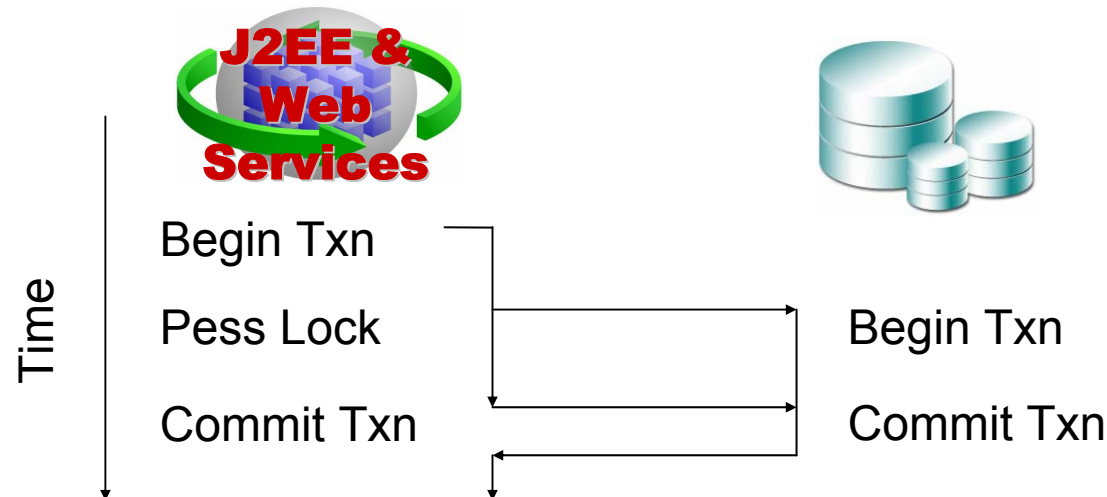 J2EE &
Web
Services
Time
Begin Txn
Pess Lock
Begin Txn
Commit Txn
Commit Txn